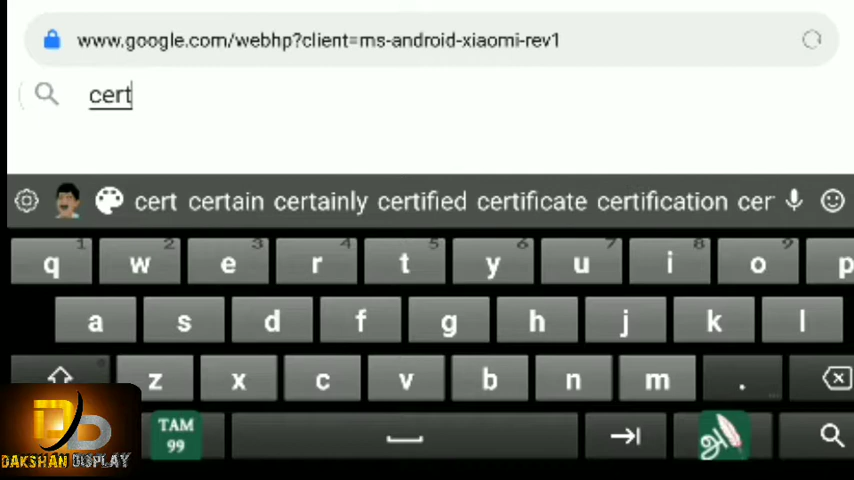 www.google.com/webhp?client=ms-android-xiaomi-rev1
cert
cert certain certainly certified certificate certification cer
1 2 3 4 5 6 7 8 9
q w e r t y u i o p
a s d f g h j k l
z x c v b n m .
TAM
99
அ
DD
DAKSHAN DISPLAY